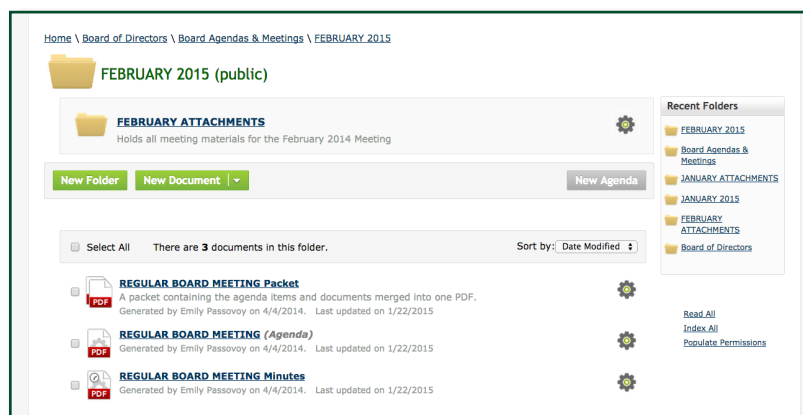 Home \ Board of Directors \ Board Agendas & Meetings \ FEBRUARY 2015
FEBRUARY 2015 (public)
FEBRUARY ATTACHMENTS
Holds all meeting materials for the February 2014 Meeting
New Folder
New Document
New Agenda
Select All
There are 3 documents in this folder.
Sort by:
Date Modified
PDF
REGULAR BOARD MEETING Packet
A packet containing the agenda items and documents merged into one PDF.
Generated by Emily Passovoy on 4/4/2014. Last updated on 1/22/2015
PDF
REGULAR BOARD MEETING (Agenda)
Generated by Emily Passovoy on 4/4/2014. Last updated on 1/22/2015
PDF
REGULAR BOARD MEETING Minutes
Generated by Emily Passovoy on 4/4/2014. Last updated on 1/22/2015
Recent Folders
FEBRUARY 2015
Board Agendas &
Meetings
JANUARY ATTACHMENTS
JANUARY 2015
FEBRUARY
ATTACHMENTS
Board of Directors
Read All
Index All
Populate Permissions